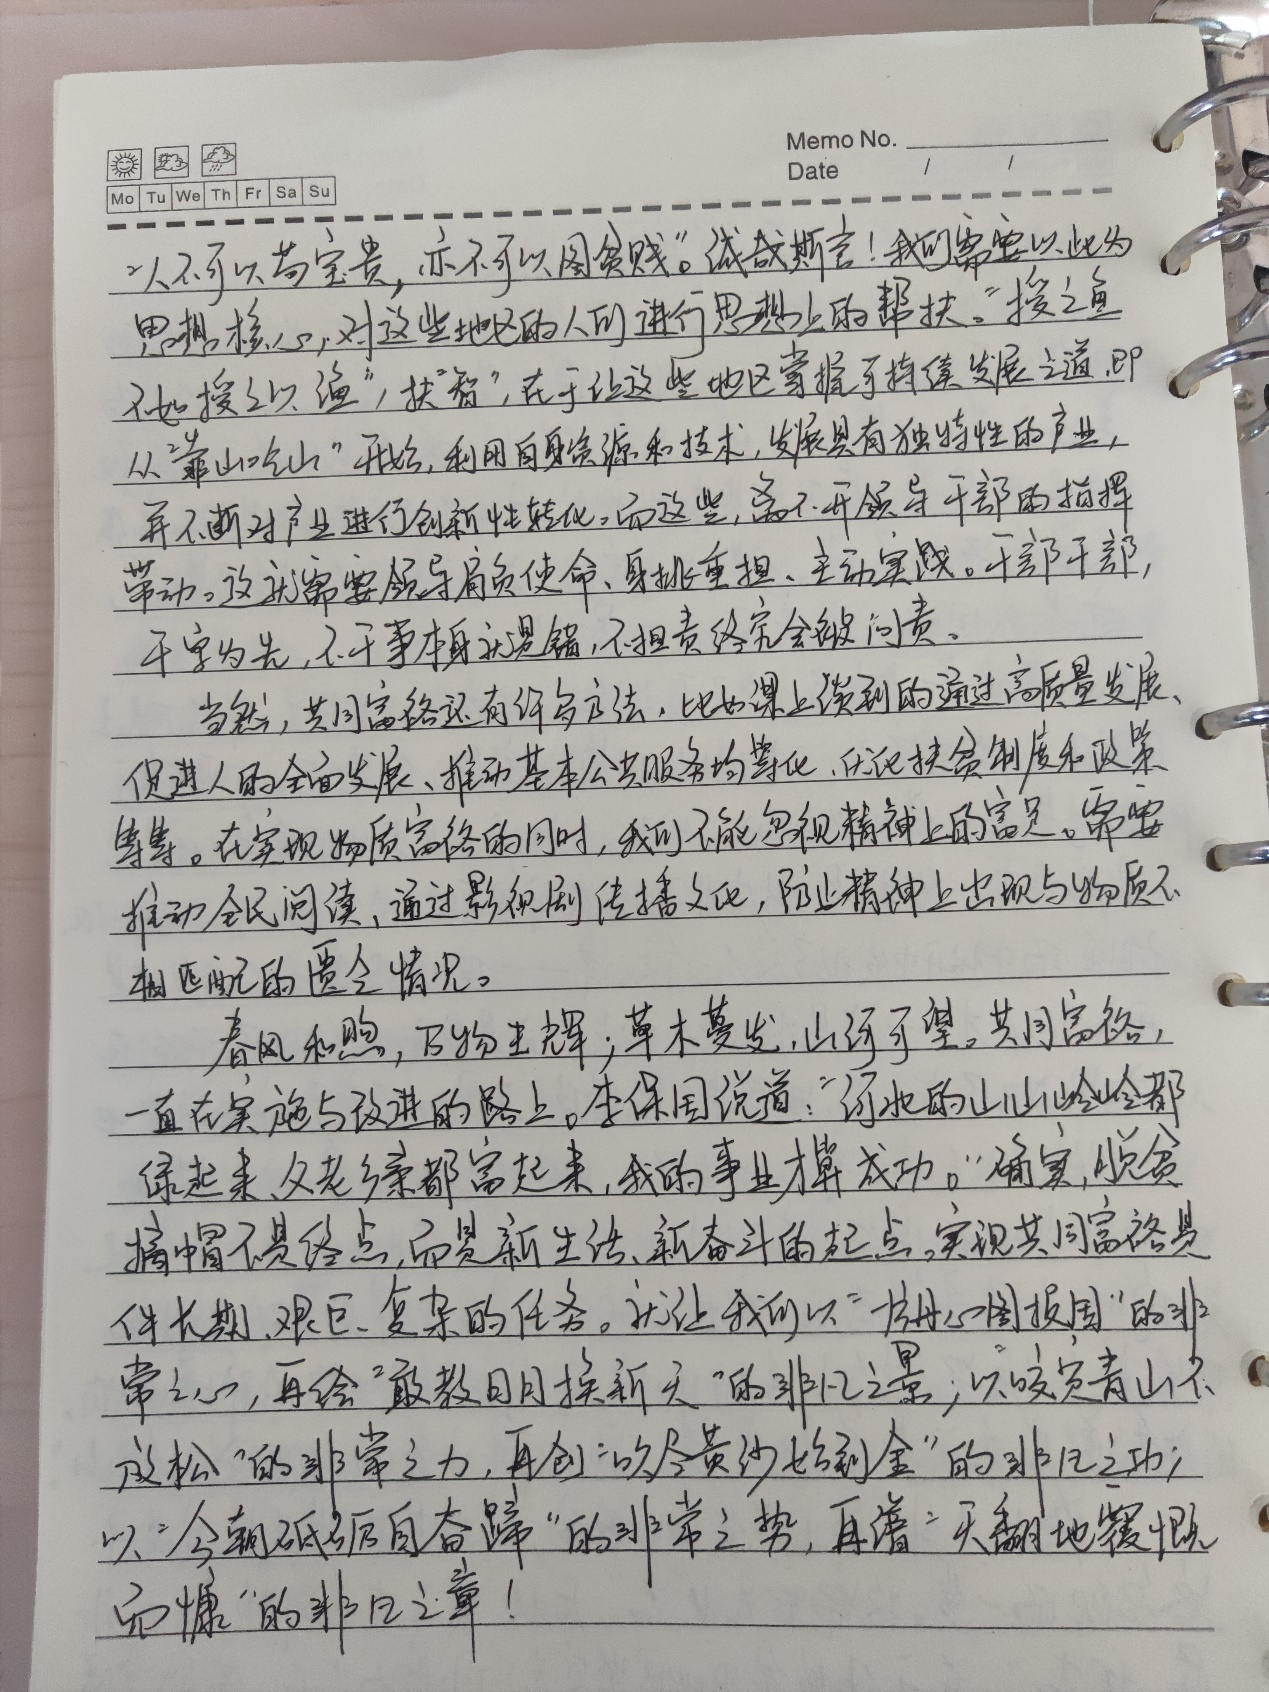 Memo No.
Date / /
Mo Tu We Th Fr Sa Su
“人不可以苟富贵，亦不可以图贫贱”。诚哉斯言！我们需要以此为
思想核心，对这些地区的人们进行思想上的帮扶。“授之鱼
不如授之以渔”，扶“智”，在于让这些地区掌握可持续发展之道，即
从“靠山吃山”开始，利用自身资源和技术，发展具有独特性的产业，
并不断对产业进行创新性转化。而这些，离不开领导干部的指挥
带动。这就需要领导肩负使命、身挑重担、主动实践。干部干部，
干字为先，不干事本身就是错，不担责终究会被问责。
当然，共同富裕还有许多方法，比如课上谈到的通过高质量发展、
促进人的全面发展、推动基本公共服务均等化、优化扶贫制度和政策
等等。在实现物质富裕的同时，我们不能忽视精神上的富足。需要
推动全民阅读、通过影视剧传播文化，防止精神上出现与物质不
相匹配的匮乏情况。
春风和煦，万物生辉；草木蔓发，山河可望。共同富裕，
一直在实施与改进的路上。李保国说道：“河北的山山岭岭都
绿起来、父老乡亲都富起来，我的事业才算成功。”确实，脱贫
摘帽不是终点，而是新生活、新奋斗的起点。实现共同富裕是
件长期、艰巨、复杂的任务。就让我们以“一片丹心图报国”的非
常之心，再绘“敢教日月换新天”的非凡之景；以“咬定青山不
放松”的非常之力，再创“吹尽黄沙始到金”的非凡之功；
以“今朝砥砺自奋蹄”的非常之势，再谱“天翻地覆慨
而慷”的非凡之章！